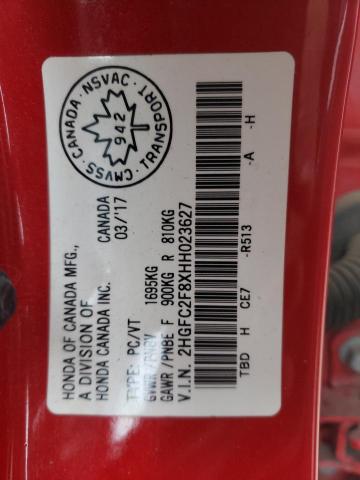 HONDA OF CANADA MFG.,
A DIVISION OF
HONDA CANADA INC.
CANADA
03/'17
TYPE: PC/VT
GVWR / PNBV 1695KG
GAWR / PNBE F 900KG R 810KG
V.I.N. 2HGFC2F8XHH023627
TBD H CE7 -R513 -A -H
CANADA · NSVAC · TRANSPORT · CMVSS
942